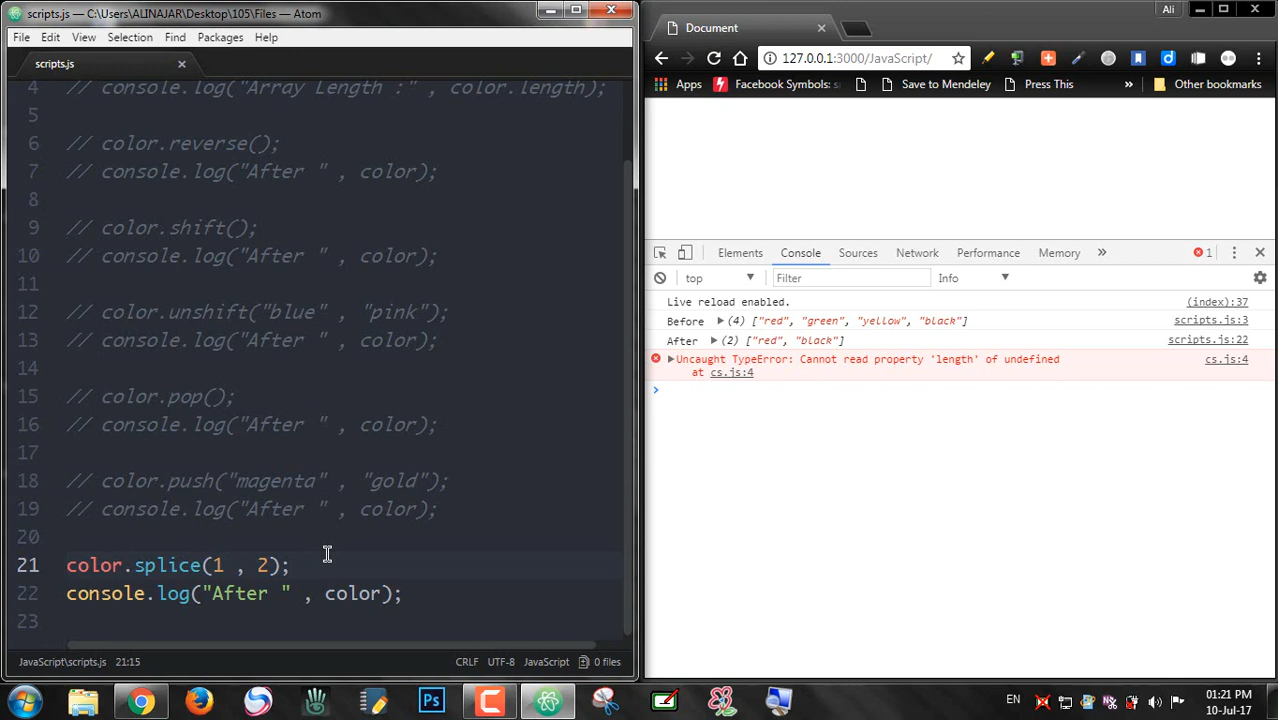 scripts.js — C:\Users\ALINAJAR\Desktop\105\Files — Atom
File Edit View Selection Find Packages Help
scripts.js
4 // console.log("Array Length :" , color.length);
5
6 // color.reverse();
7 // console.log("After " , color);
8
9 // color.shift();
10 // console.log("After " , color);
11
12 // color.unshift("blue" , "pink");
13 // console.log("After " , color);
14
15 // color.pop();
16 // console.log("After " , color);
17
18 // color.push("magenta" , "gold");
19 // console.log("After " , color);
20
21 color.splice(1 , 2);
22 console.log("After " , color);
23
JavaScript\scripts.js 21:15 CRLF UTF-8 JavaScript 0 files
Ali
Document
127.0.0.1:3000/JavaScript/
Apps Facebook Symbols: Save to Mendeley Press This » Other bookmarks
Elements Console Sources Network Performance Memory » 1
top Filter Info
Live reload enabled. (index):37
Before (4) ["red", "green", "yellow", "black"] scripts.js:3
After (2) ["red", "black"] scripts.js:22
Uncaught TypeError: Cannot read property 'length' of undefined cs.js:4
at cs.js:4
Ps
EN
01:21 PM
10-Jul-17